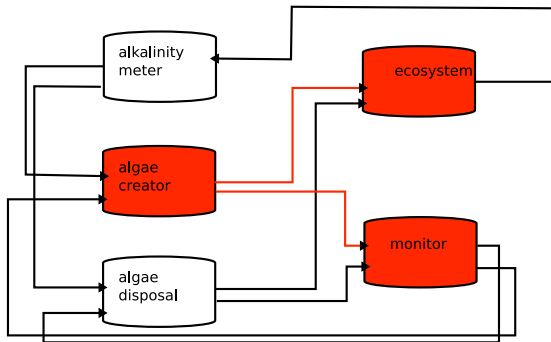 alkalinity
meter
ecosystem
algae
creator
monitor
algae
disposal